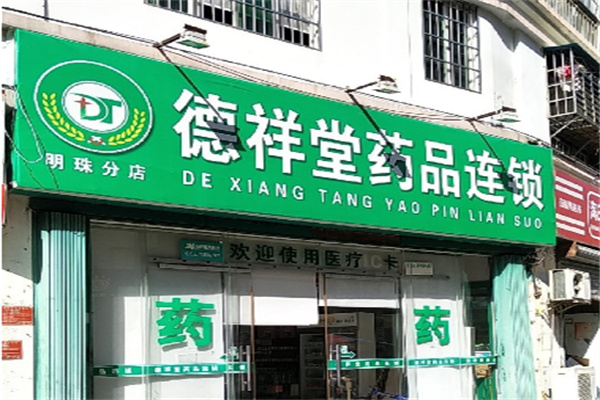 德祥堂药品连锁
DE XIANG TANG YAO PIN LIAN SUO
DT
明珠分店
欢迎使用医疗IC卡
药
药